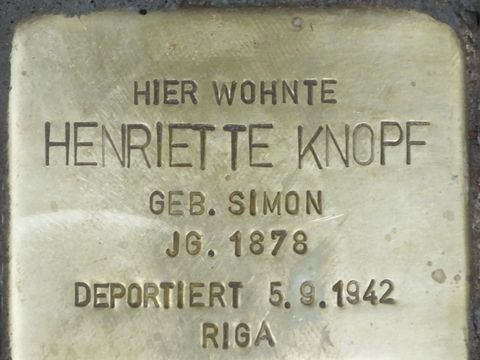 HIER WOHNTE
HENRIETTE KNOPF
GEB. SIMON
JG. 1878
DEPORTIERT 5.9.1942
RIGA